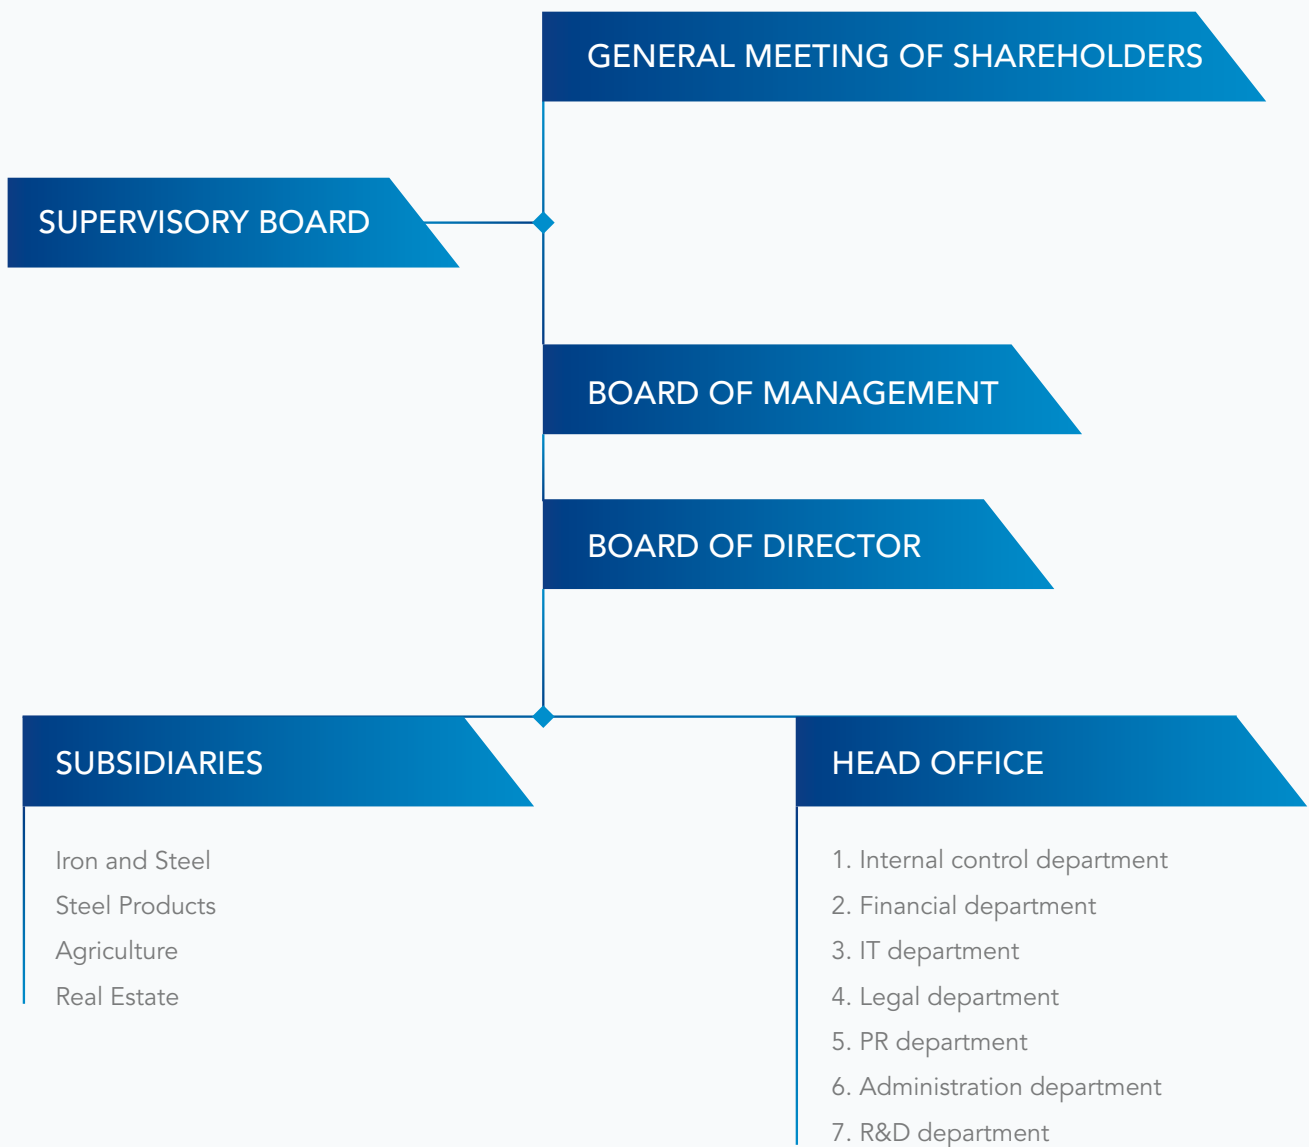 GENERAL MEETING OF SHAREHOLDERS
SUPERVISORY BOARD
BOARD OF MANAGEMENT
BOARD OF DIRECTOR
SUBSIDIARIES
Iron and Steel
Steel Products
Agriculture
Real Estate
HEAD OFFICE
1. Internal control department
2. Financial department
3. IT department
4. Legal department
5. PR department
6. Administration department
7. R&D department